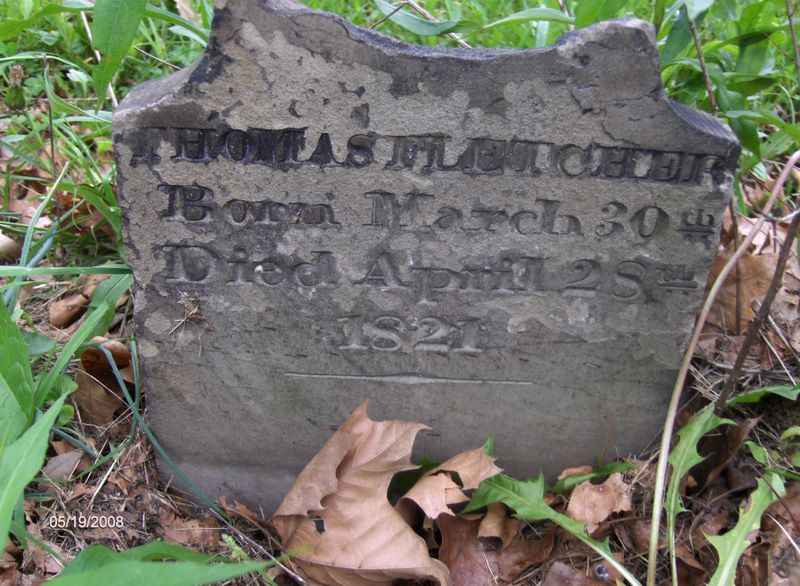 THOMAS FLETCHER
Born March 30th
Died April 28th
1821
05/19/2008